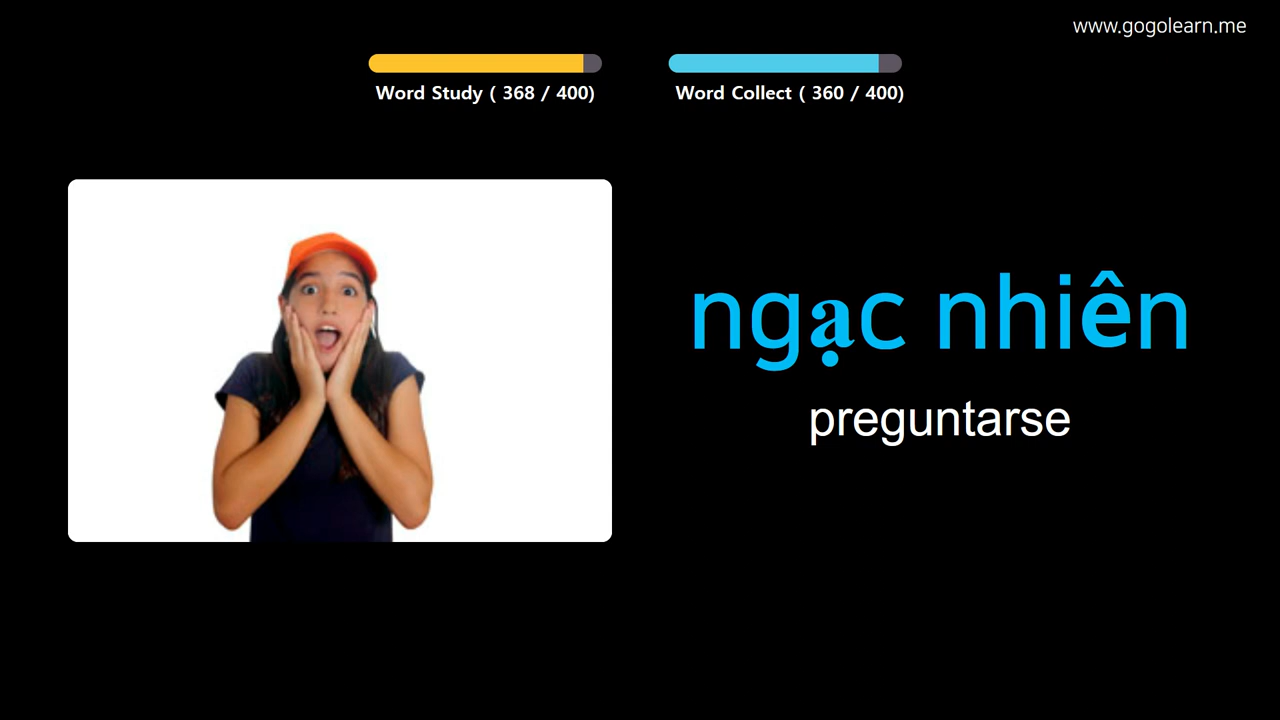 www.gogolearn.me
Word Study ( 368 / 400)
Word Collect ( 360 / 400)
ngạc nhiên
preguntarse